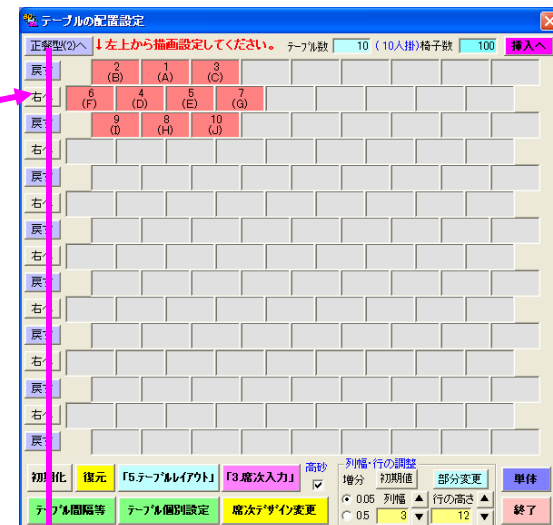 テーブルの配置設定
正餐型(2)へ ↓左上から描画設定してください。 テーブル数 10 (10人掛)椅子数 100 挿入へ
戻す 2 (B) 1 (A) 3 (C)
右へ 6 (F) 4 (D) 5 (E) 7 (G)
戻す 9 (I) 8 (H) 10 (J)
右へ
戻す
右へ
戻す
右へ
戻す
右へ
戻す
右へ
戻す
右へ
戻す
初期化 復元 「5.テーブルレイアウト」 「3.席次入力」 高砂 列幅・行の調整 増分 初期値 部分変更 単体
テーブル間隔等 テーブル個別設定 席次デザイン変更 0.05 列幅 ▲ 行の高さ ▲ 終了
0.5 3 ▼ 12 ▼